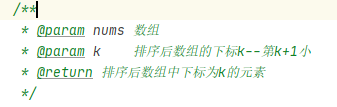 /**
* @param nums 数组
* @param k 排序后数组的下标k--第k+1小
* @return 排序后数组中下标为k的元素
*/